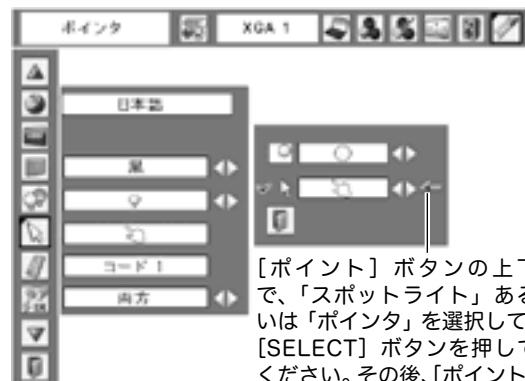 ポインタ
XGA 1
日本語
黒
コード 1
両方
［ポイント］ボタンの上下
で、「スポットライト」ある
いは「ポインタ」を選択して
［SELECT］ボタンを押して
ください。その後、［ポイント